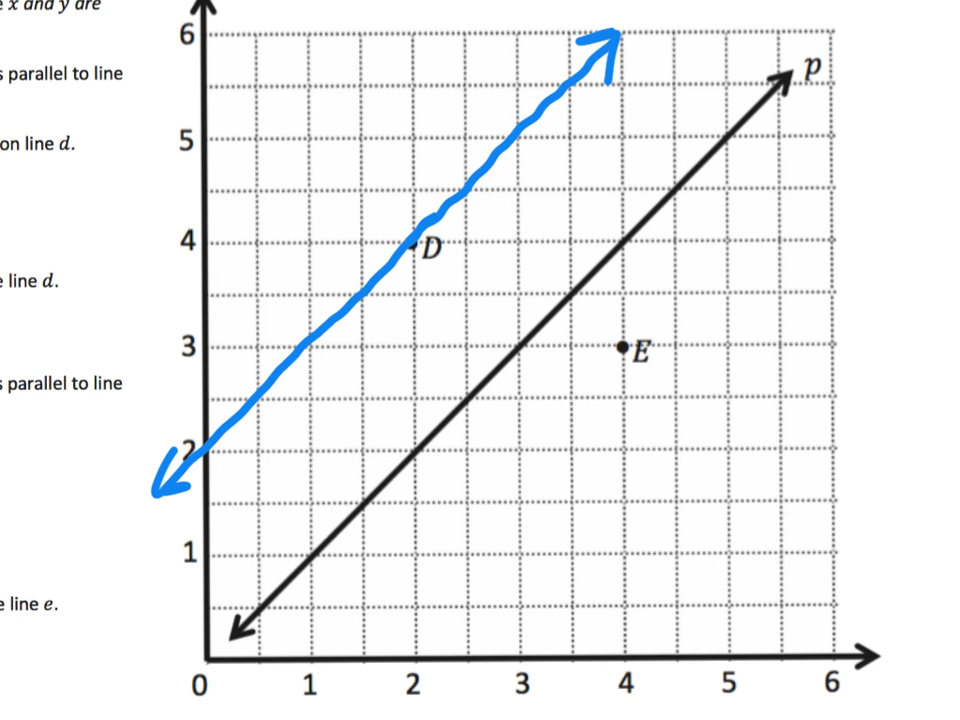 x and y are
parallel to line
on line d.
line d.
parallel to line
line e.
6
5
4
3
2
1
0 1 2 3 4 5 6
p
D
E